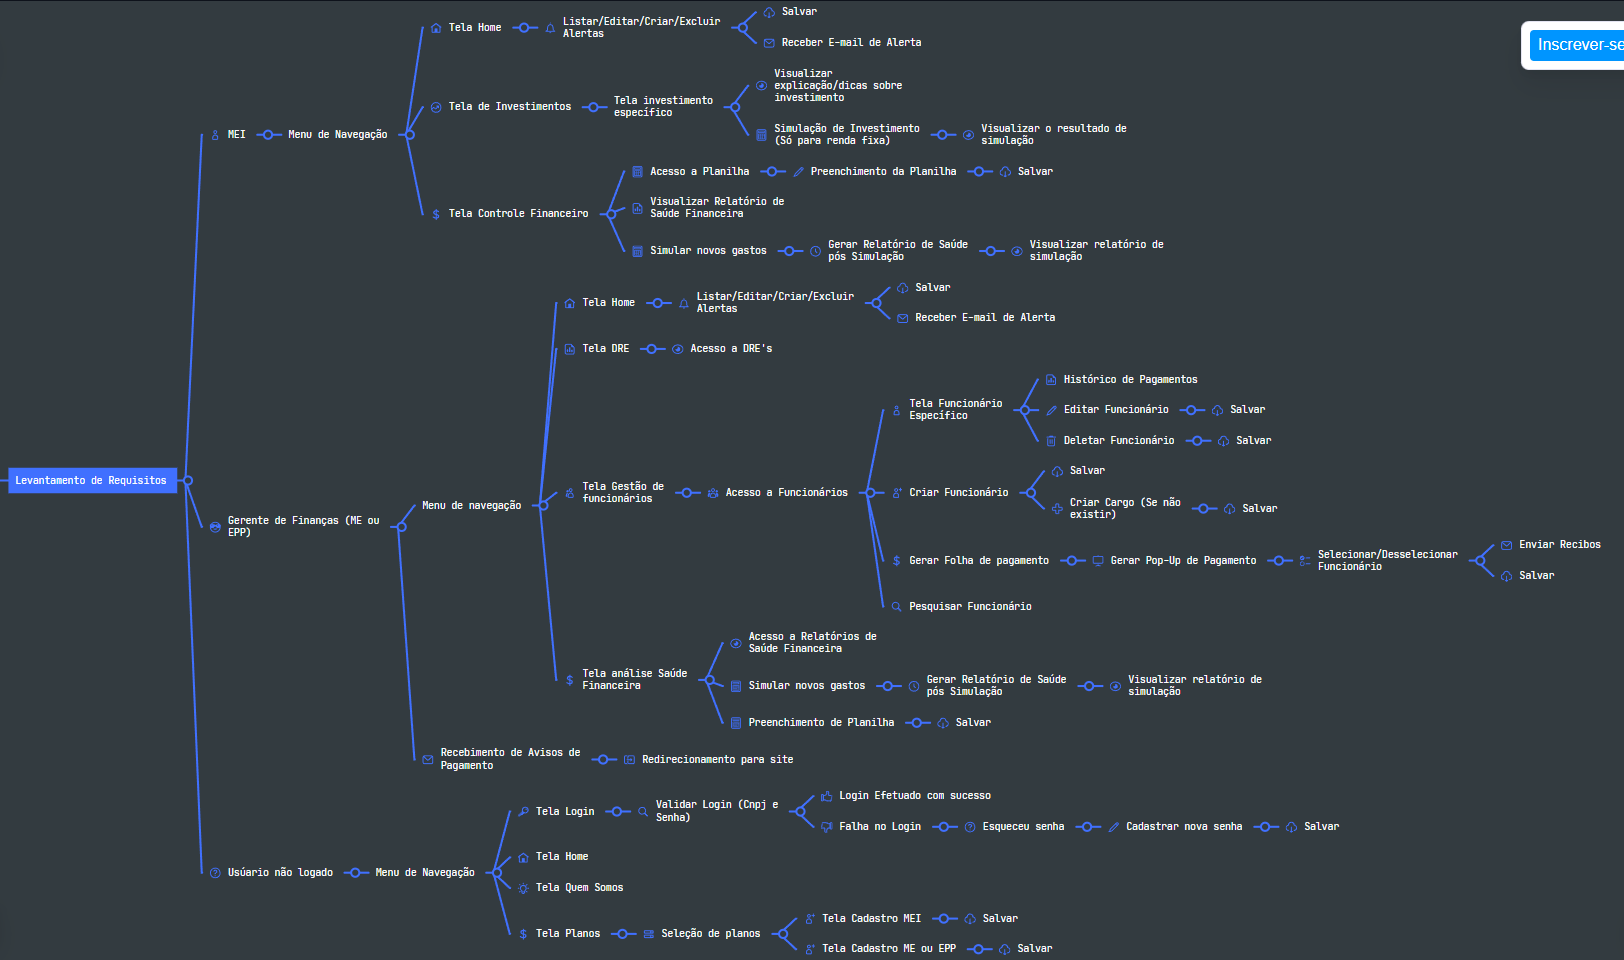 Inscrever-se
Levantamento de Requisitos
MEI
Menu de Navegação
Tela Home
Listar/Editar/Criar/Excluir
Alertas
Salvar
Receber E-mail de Alerta
Tela de Investimentos
Tela investimento
específico
Visualizar
explicação/dicas sobre
investimento
Simulação de Investimento
(Só para renda fixa)
Visualizar o resultado de
simulação
Tela Controle Financeiro
Acesso a Planilha
Preenchimento da Planilha
Salvar
Visualizar Relatório de
Saúde Financeira
Simular novos gastos
Gerar Relatório de Saúde
pós Simulação
Visualizar relatório de
simulação
Gerente de Finanças (ME ou
EPP)
Menu de navegação
Tela Home
Listar/Editar/Criar/Excluir
Alertas
Salvar
Receber E-mail de Alerta
Tela DRE
Acesso a DRE's
Tela Gestão de
funcionários
Acesso a Funcionários
Tela Funcionário
Específico
Histórico de Pagamentos
Editar Funcionário
Salvar
Deletar Funcionário
Salvar
Criar Funcionário
Salvar
Criar Cargo (Se não
existir)
Salvar
Gerar Folha de pagamento
Gerar Pop-Up de Pagamento
Selecionar/Desselecionar
Funcionário
Enviar Recibos
Salvar
Pesquisar Funcionário
Tela análise Saúde
Financeira
Acesso a Relatórios de
Saúde Financeira
Simular novos gastos
Gerar Relatório de Saúde
pós Simulação
Visualizar relatório de
simulação
Preenchimento de Planilha
Salvar
Recebimento de Avisos de
Pagamento
Redirecionamento para site
Usúario não logado
Menu de Navegação
Tela Login
Validar Login (Cnpj e
Senha)
Login Efetuado com sucesso
Falha no Login
Esqueceu senha
Cadastrar nova senha
Salvar
Tela Home
Tela Quem Somos
Tela Planos
Seleção de planos
Tela Cadastro MEI
Salvar
Tela Cadastro ME ou EPP
Salvar